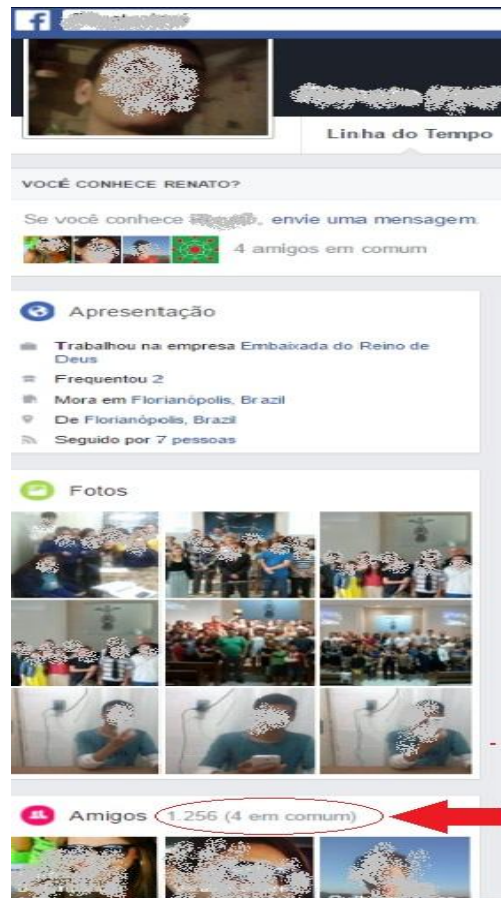 f
Linha do Tempo
VOCÊ CONHECE RENATO?
Se você conhece , envie uma mensagem
4 amigos em comum
Apresentação
Trabalhou na empresa Embaixada do Reino de
Deus
Frequentou 2
Mora em Florianópolis, Brazil
De Florianópolis, Brazil
Seguido por 7 pessoas
Fotos
Amigos 1.256 (4 em comum)